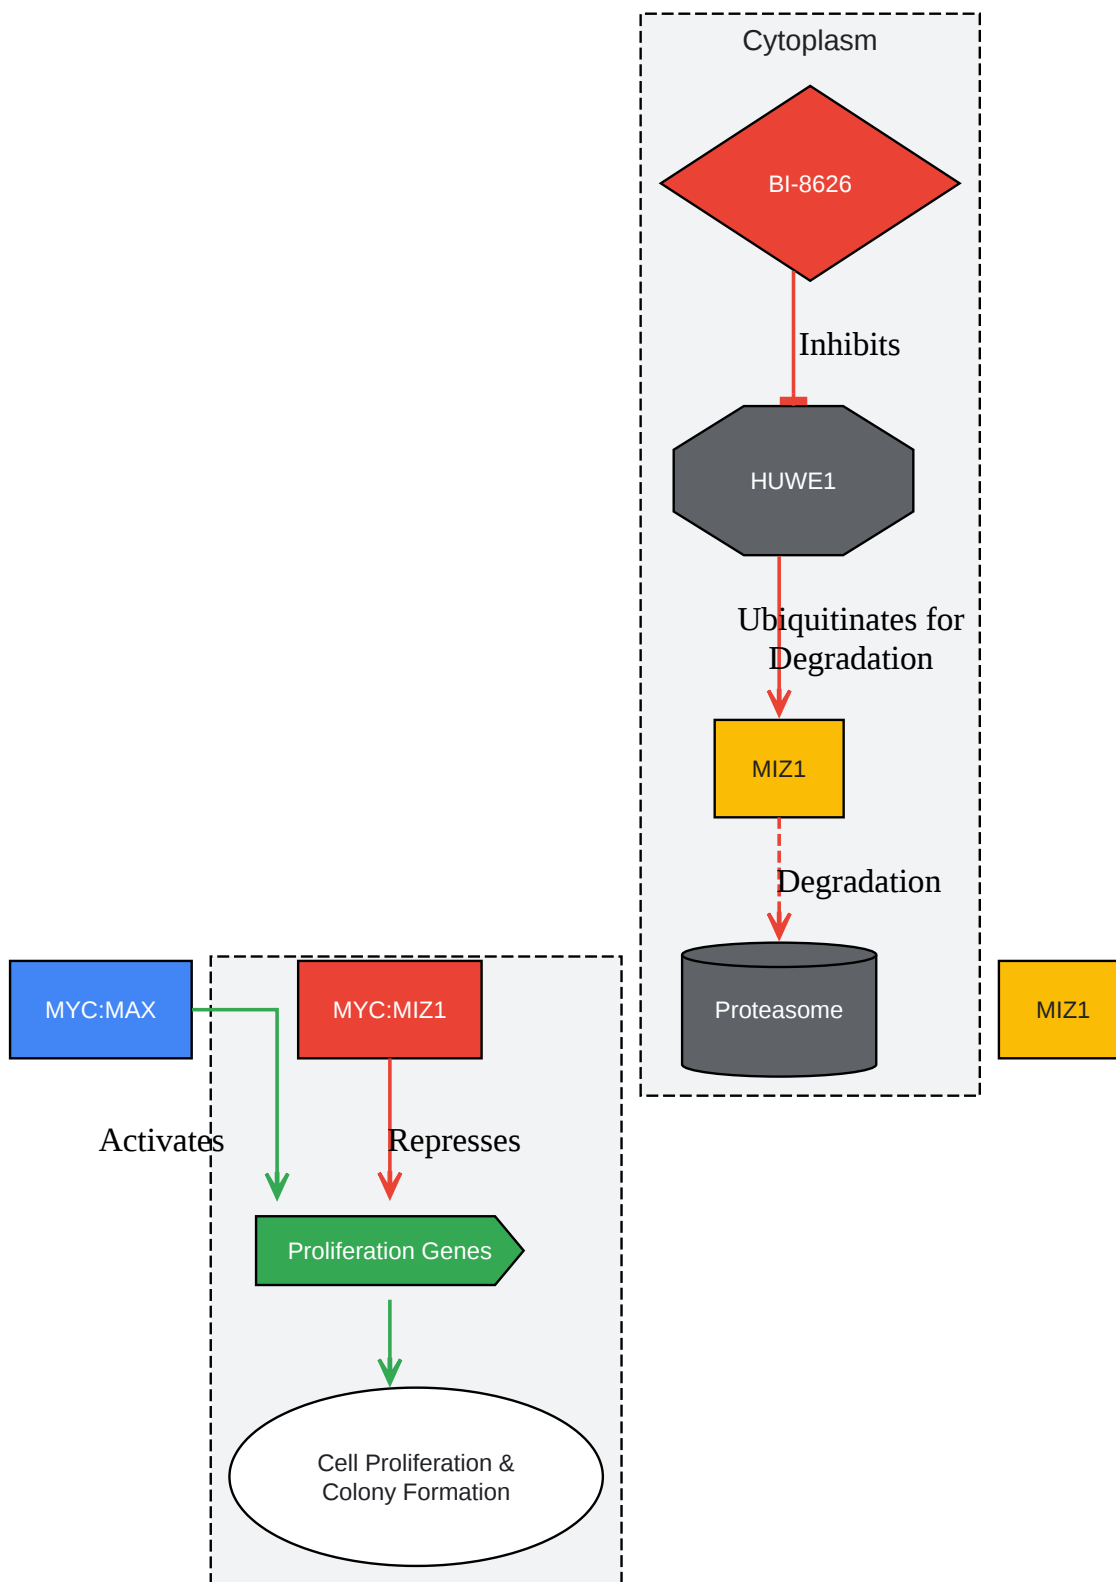 Cytoplasm
BI-8626
Inhibits
HUWE1
Ubiquitinates for
Degradation
MIZ1
Degradation
MYC:MAX
MYC:MIZ1
Proteasome
MIZ1
Activates
Represses
Proliferation Genes
Cell Proliferation &
Colony Formation